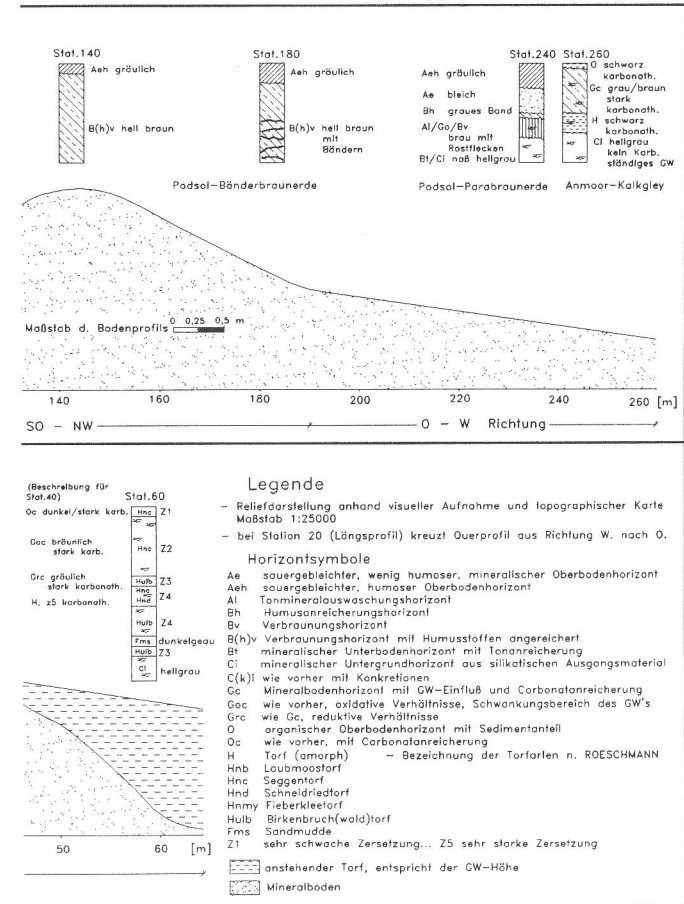 Stat.140
Aeh gräulich
B(h)v hell braun
Stat.180
Aeh gräulich
B(h)v hell braun
mit
Bändern
Podsol-Bänderbraunerde
Stat.240
Aeh gräulich
Ae bleich
Bh graues Band
Al/Go/Bv
brau mit
Rostflecken
Bt/Ci naß hellgrau
Podsol-Parabraunerde
Stat.260
O schwarz
karbonath.
Gc grau/braun
stark
karbonath.
H schwarz
karbonath.
Ci hellgrau
kein Karb.
ständiges GW
Anmoor-Kalkgley
Maßstab d. Bodenprofils
0 0,25 0,5 m
140 160 180 200 220 240 260 [m]
SO - NW
O - W Richtung
(Beschreibung für
Stat.40)
Oc dunkel/stark karb.
Goc bräunlich
stark karb.
Grc gräulich
stark karbonath.
H, z5 karbonath.
Stat.60
Hnc Z1
Hnc Z2
Hulb Z3
Hnc
Hnd Z4
Hulb Z4
Fms dunkelgeau
Hulb Z3
Ci hellgrau
50 60 [m]
Legende
- Reliefdarstellung anhand visueller Aufnahme und topographischer Karte
Maßstab 1:25000
- bei Station 20 (Längsprofil) kreuzt Querprofil aus Richtung W. nach O.
Horizontsymbole
Ae sauergebleichter, wenig humoser, mineralischer Oberbodenhorizont
Aeh sauergebleichter, humoser Oberbodenhorizont
Al Tonmineralauswaschungshorizont
Bh Humusanreicherungshorizont
Bv Verbraunungshorizont
B(h)v Verbraunungshorizont mit Humusstoffen angereichert
Bt mineralischer Unterbodenhorizont mit Tonanreicherung
Ci mineralischer Untergrundhorizont aus silikatischen Ausgangsmaterial
C(k)i wie vorher mit Konkretionen
Gc Mineralbodenhorizont mit GW-Einfluß und Carbonatanreicherung
Goc wie vorher, oxidative Verhältnisse, Schwankungsbereich des GW's
Grc wie Gc, reduktive Verhältnisse
O organischer Oberbodenhorizont mit Sedimentanteil
Oc wie vorher, mit Carbonatanreicherung
H Torf (amorph) - Bezeichnung der Torfarten n. ROESCHMANN
Hnb Laubmoostorf
Hnc Seggentorf
Hnd Schneidriedtorf
Hnmy Fieberkleetorf
Hulb Birkenbruch(wald)torf
Fms Sandmudde
Z1 sehr schwache Zersetzung... Z5 sehr starke Zersetzung
anstehender Torf, entspricht der GW-Höhe
Mineralboden